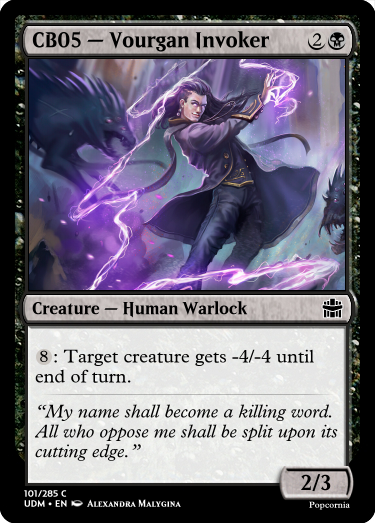 CB05 — Vourgan Invoker 2
Creature — Human Warlock
8: Target creature gets -4/-4 until
end of turn.
“My name shall become a killing word.
All who oppose me shall be split upon its
cutting edge.”
2/3
101/285 C
UDM • EN Alexandra Malygina
Popcornia